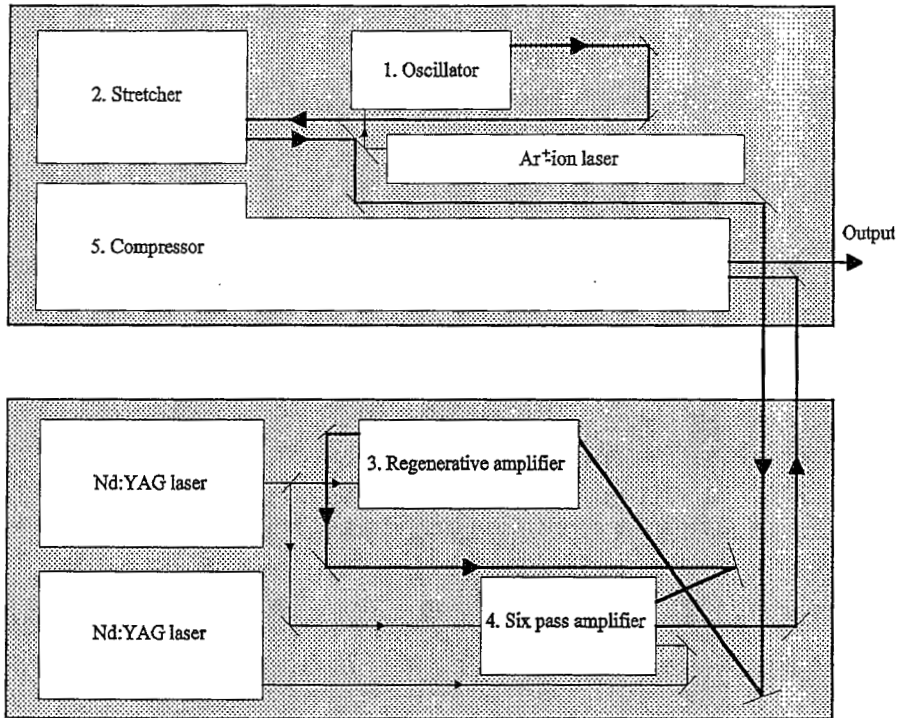 1. Oscillator
2. Stretcher
Ar+-ion laser
5. Compressor
Output
3. Regenerative amplifier
Nd:YAG laser
4. Six pass amplifier
Nd:YAG laser